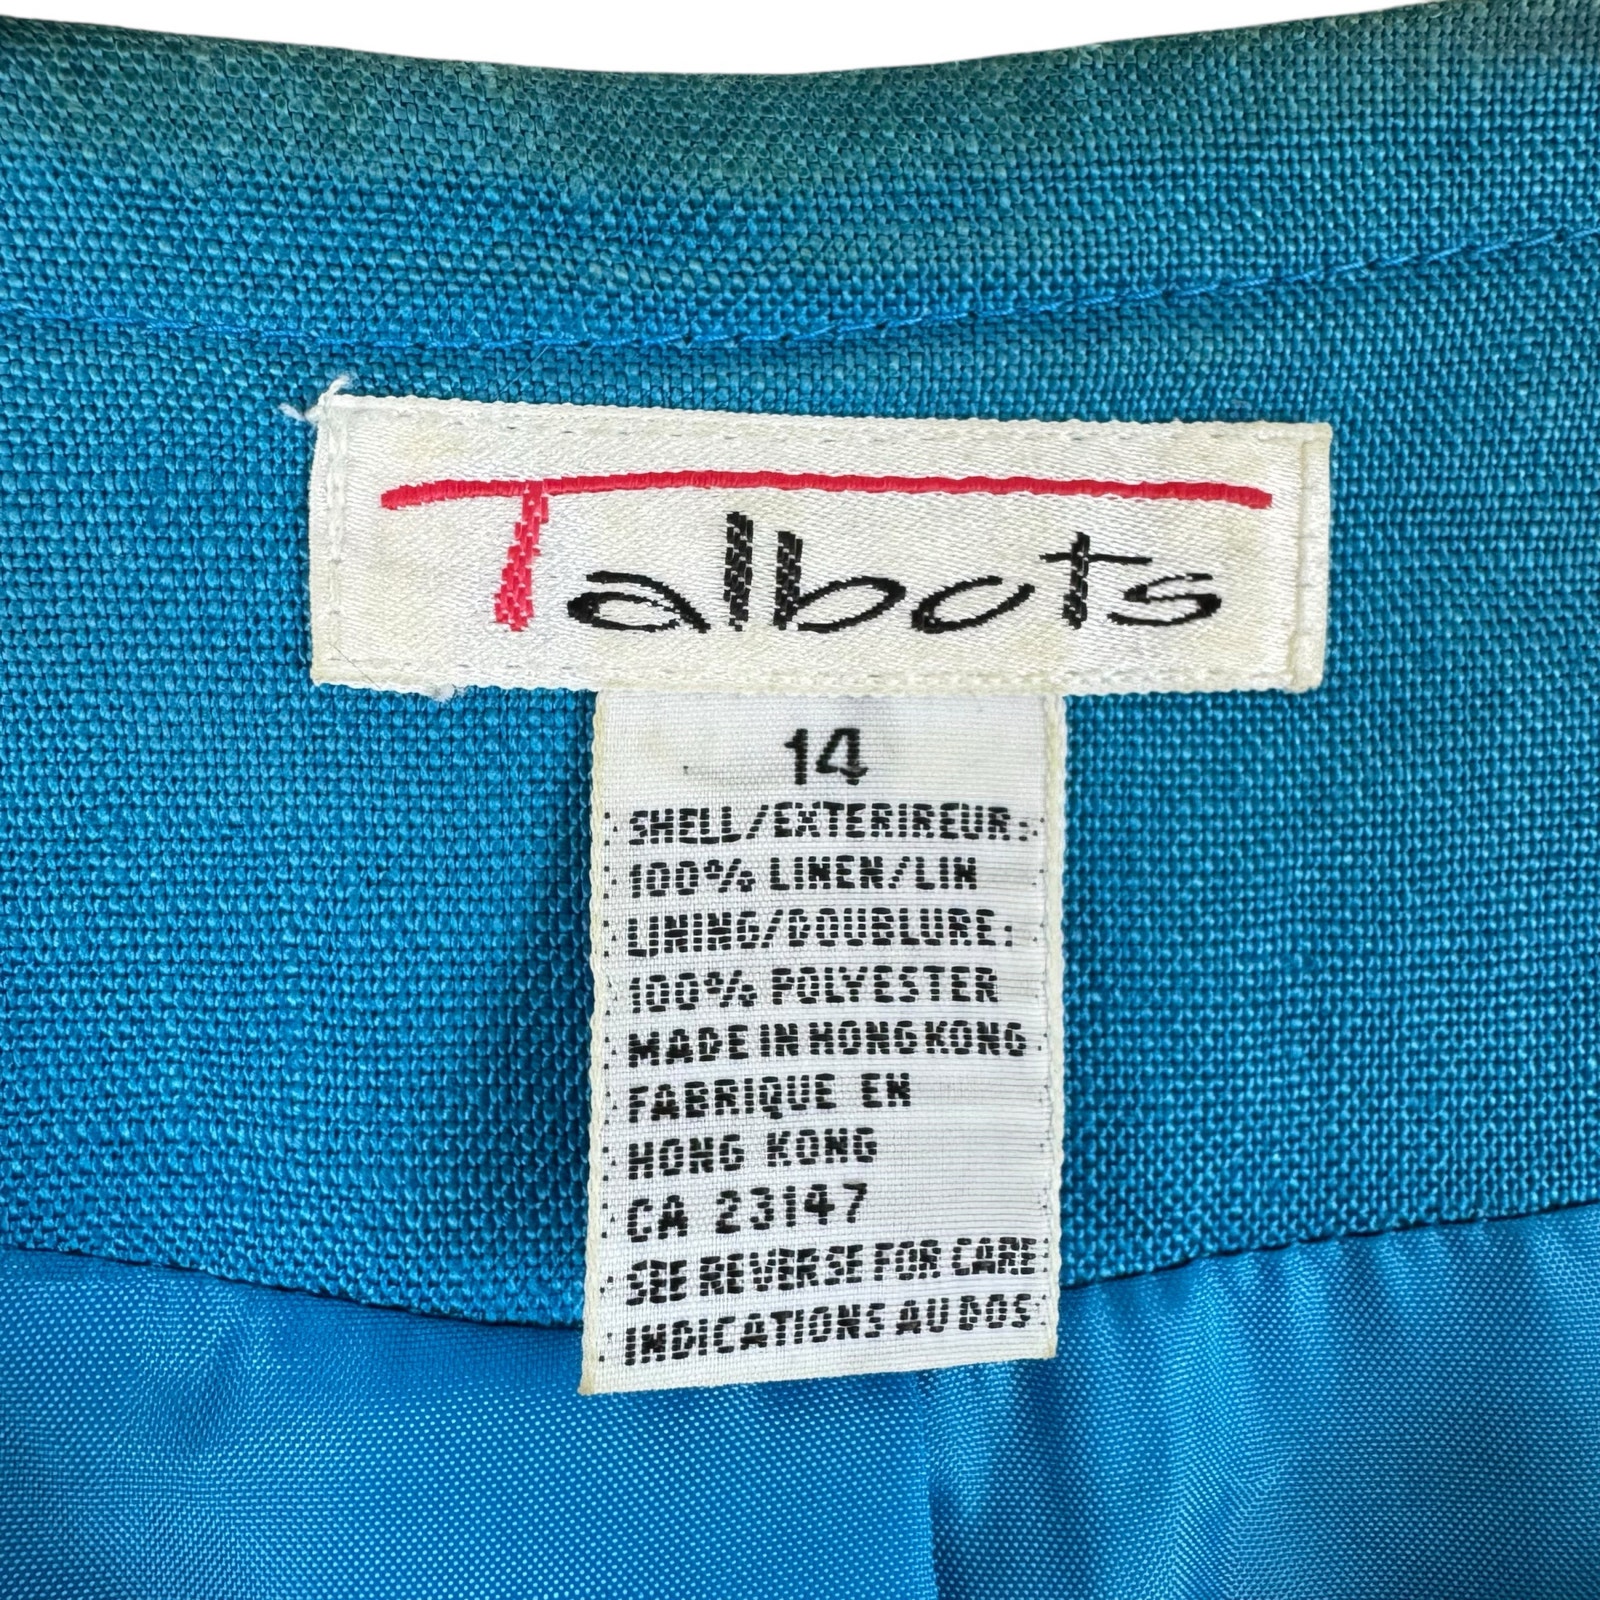 Talbots
14
SHELL/EXTERIREUR:
100% LINEN/LIN
LINING/DOUBLURE:
100% POLYESTER
MADE IN HONG KONG
FABRIQUE EN
HONG KONG
CA 23147
SEE REVERSE FOR CARE
INDICATIONS AU DOS